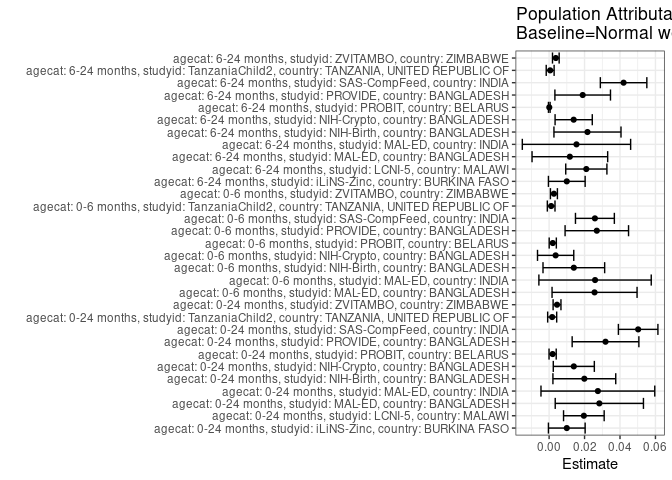 Population Attributa
Baseline=Normal w
agecat: 6-24 months, studyid: ZVITAMBO, country: ZIMBABWE
agecat: 6-24 months, studyid: TanzaniaChild2, country: TANZANIA, UNITED REPUBLIC OF
agecat: 6-24 months, studyid: SAS-CompFeed, country: INDIA
agecat: 6-24 months, studyid: PROVIDE, country: BANGLADESH
agecat: 6-24 months, studyid: PROBIT, country: BELARUS
agecat: 6-24 months, studyid: NIH-Crypto, country: BANGLADESH
agecat: 6-24 months, studyid: NIH-Birth, country: BANGLADESH
agecat: 6-24 months, studyid: MAL-ED, country: INDIA
agecat: 6-24 months, studyid: MAL-ED, country: BANGLADESH
agecat: 6-24 months, studyid: LCNI-5, country: MALAWI
agecat: 6-24 months, studyid: iLiNS-Zinc, country: BURKINA FASO
agecat: 0-6 months, studyid: ZVITAMBO, country: ZIMBABWE
agecat: 0-6 months, studyid: TanzaniaChild2, country: TANZANIA, UNITED REPUBLIC OF
agecat: 0-6 months, studyid: SAS-CompFeed, country: INDIA
agecat: 0-6 months, studyid: PROVIDE, country: BANGLADESH
agecat: 0-6 months, studyid: PROBIT, country: BELARUS
agecat: 0-6 months, studyid: NIH-Crypto, country: BANGLADESH
agecat: 0-6 months, studyid: NIH-Birth, country: BANGLADESH
agecat: 0-6 months, studyid: MAL-ED, country: INDIA
agecat: 0-6 months, studyid: MAL-ED, country: BANGLADESH
agecat: 0-24 months, studyid: ZVITAMBO, country: ZIMBABWE
agecat: 0-24 months, studyid: TanzaniaChild2, country: TANZANIA, UNITED REPUBLIC OF
agecat: 0-24 months, studyid: SAS-CompFeed, country: INDIA
agecat: 0-24 months, studyid: PROVIDE, country: BANGLADESH
agecat: 0-24 months, studyid: PROBIT, country: BELARUS
agecat: 0-24 months, studyid: NIH-Crypto, country: BANGLADESH
agecat: 0-24 months, studyid: NIH-Birth, country: BANGLADESH
agecat: 0-24 months, studyid: MAL-ED, country: INDIA
agecat: 0-24 months, studyid: MAL-ED, country: BANGLADESH
agecat: 0-24 months, studyid: LCNI-5, country: MALAWI
agecat: 0-24 months, studyid: iLiNS-Zinc, country: BURKINA FASO
0.00 0.02 0.04 0.06
Estimate